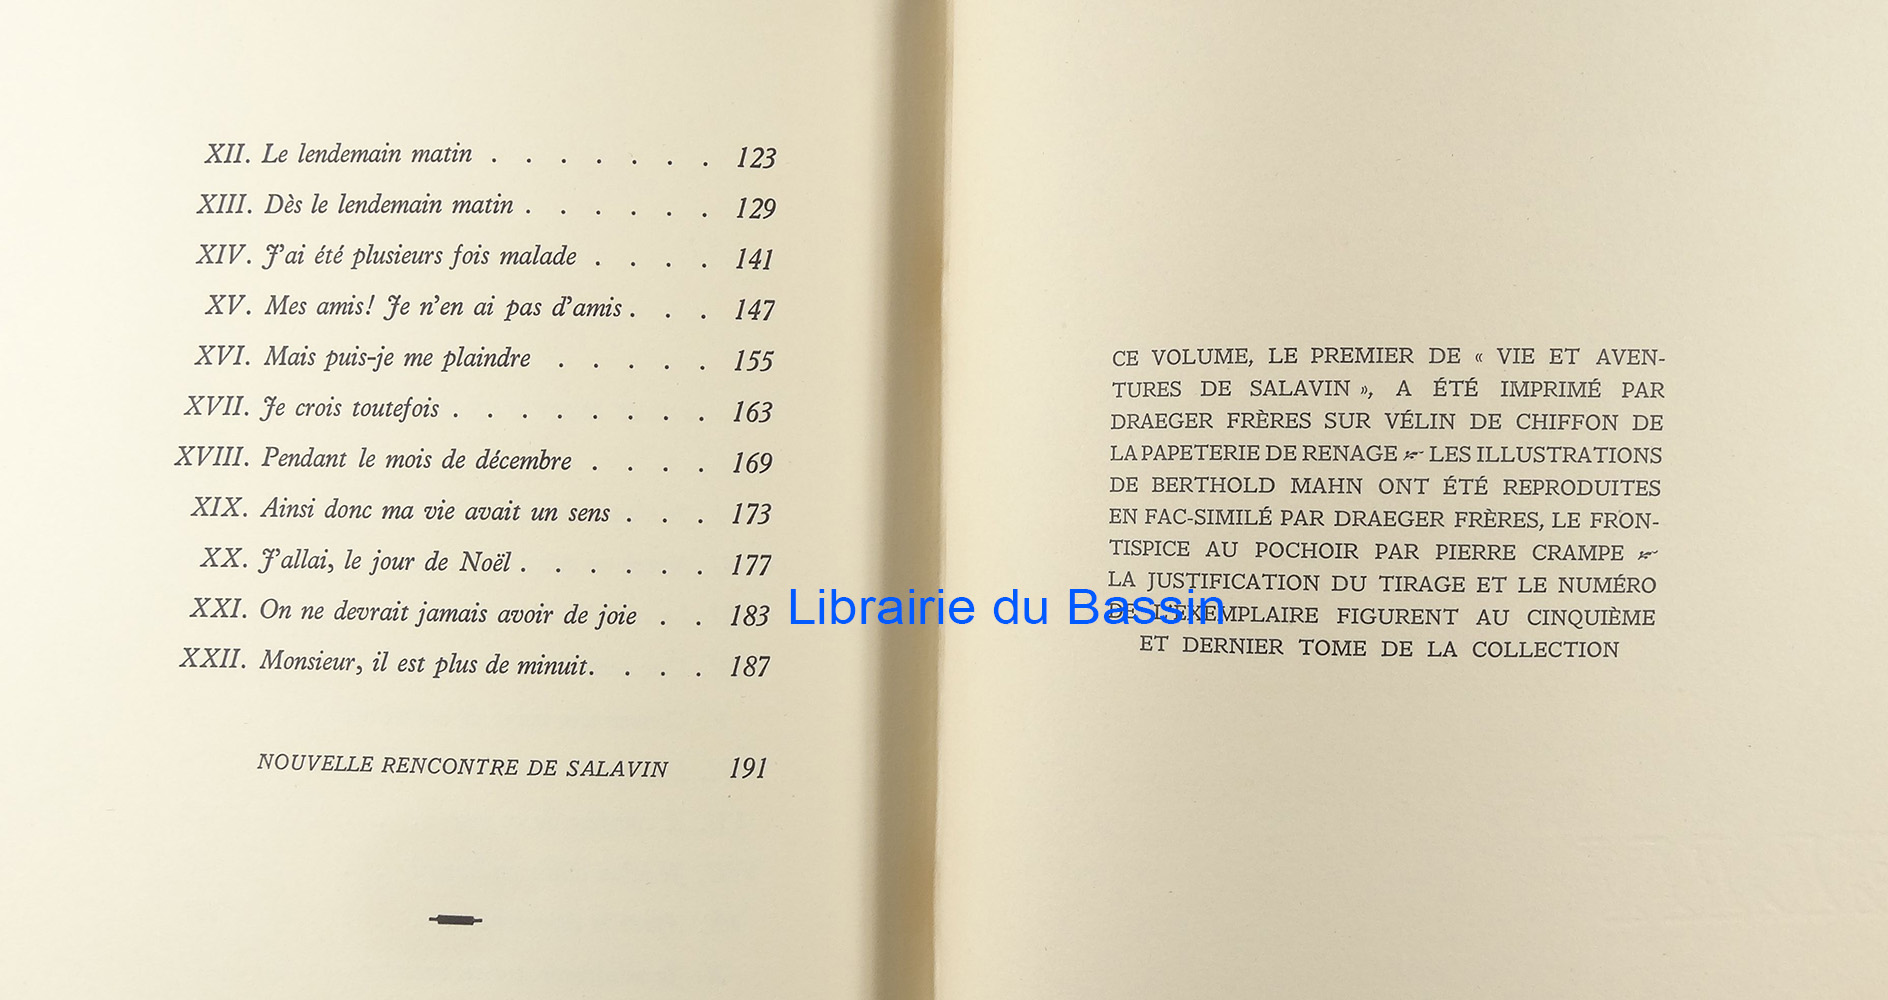 XII. Le lendemain matin . . . . . . . 123
XIII. Dès le lendemain matin . . . . . . 129
XIV. J'ai été plusieurs fois malade . . . . 141
XV. Mes amis! Je n'en ai pas d'amis . . . 147
XVI. Mais puis-je me plaindre . . . . . 155
XVII. Je crois toutefois . . . . . . . . 163
XVIII. Pendant le mois de décembre . . . . 169
XIX. Ainsi donc ma vie avait un sens . . . 173
XX. J'allai, le jour de Noël . . . . . . 177
XXI. On ne devrait jamais avoir de joie . . 183
XXII. Monsieur, il est plus de minuit. . . . 187
NOUVELLE RENCONTRE DE SALAVIN 191
CE VOLUME, LE PREMIER DE « VIE ET AVEN-
TURES DE SALAVIN », A ÉTÉ IMPRIMÉ PAR
DRAEGER FRÈRES SUR VÉLIN DE CHIFFON DE
LA PAPETERIE DE RENAGE LES ILLUSTRATIONS
DE BERTHOLD MAHN ONT ÉTÉ REPRODUITES
EN FAC-SIMILÉ PAR DRAEGER FRÈRES, LE FRON-
TISPICE AU POCHOIR PAR PIERRE CRAMPE
LA JUSTIFICATION DU TIRAGE ET LE NUMÉRO
DE L'EXEMPLAIRE FIGURENT AU CINQUIÈME
ET DERNIER TOME DE LA COLLECTION
Librairie du Bassin